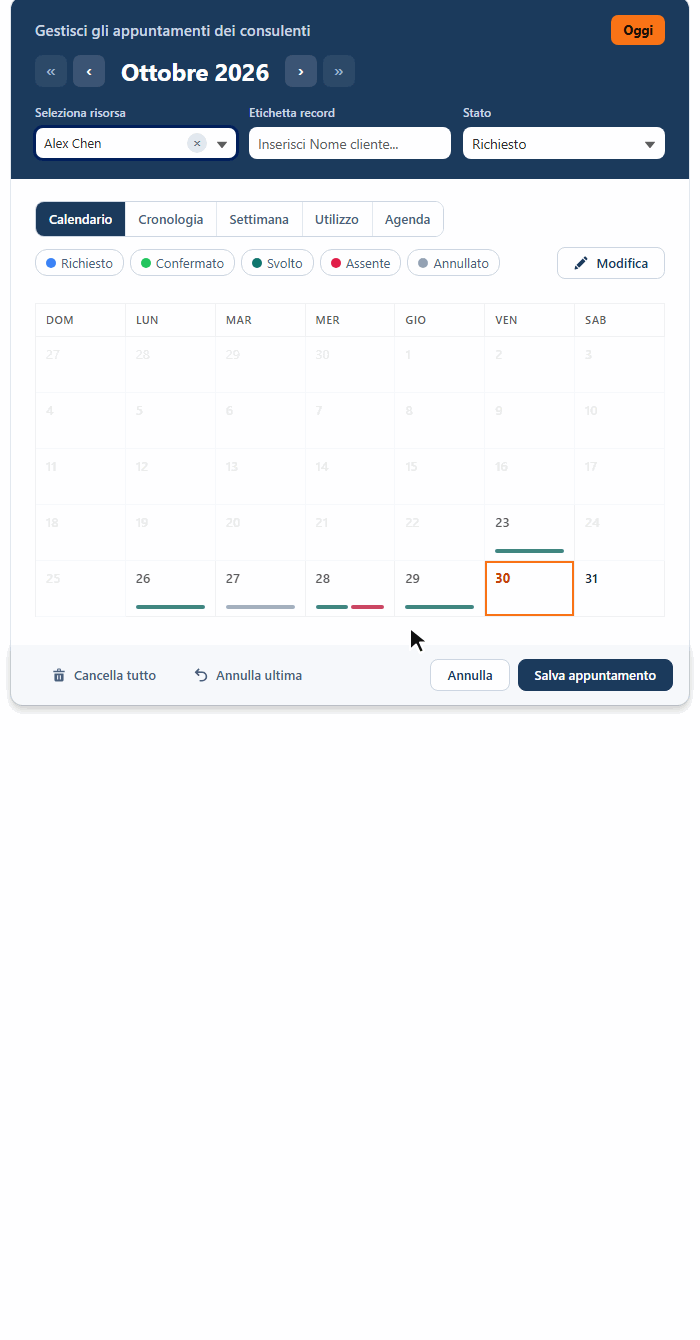 Gestisci gli appuntamenti dei consulenti
Oggi
« ‹ Ottobre 2026 › »
Seleziona risorsa Etichetta record Stato
Alex Chen × Inserisci Nome cliente... Richiesto
Calendario Cronologia Settimana Utilizzo Agenda
Richiesto Confermato Svolto Assente Annullato Modifica
DOM LUN MAR MER GIO VEN SAB
27 28 29 30 1 2 3
4 5 6 7 8 9 10
11 12 13 14 15 16 17
18 19 20 21 22 23 24
25 26 27 28 29 30 31
Cancella tutto Annulla ultima Annulla Salva appuntamento